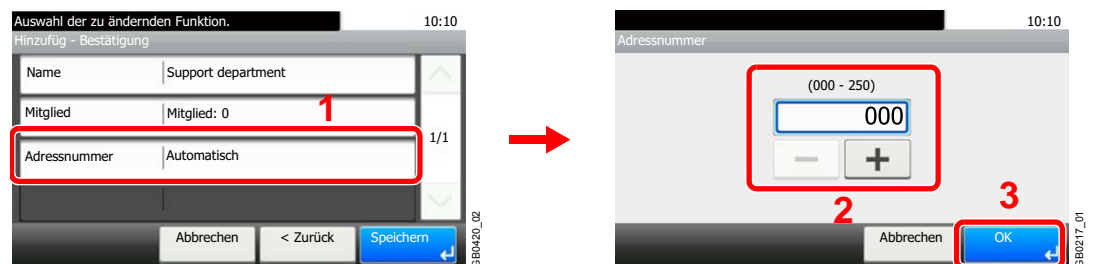 Auswahl der zu ändernden Funktion. 10:10
Hinzufüg - Bestätigung
Name Support department
Mitglied Mitglied: 0
1
1/1
Adressnummer Automatisch
Abbrechen < Zurück Speichern
GB0420_02
10:10
Adressnummer
(000 - 250)
000
2
3
Abbrechen OK
GB0217_01